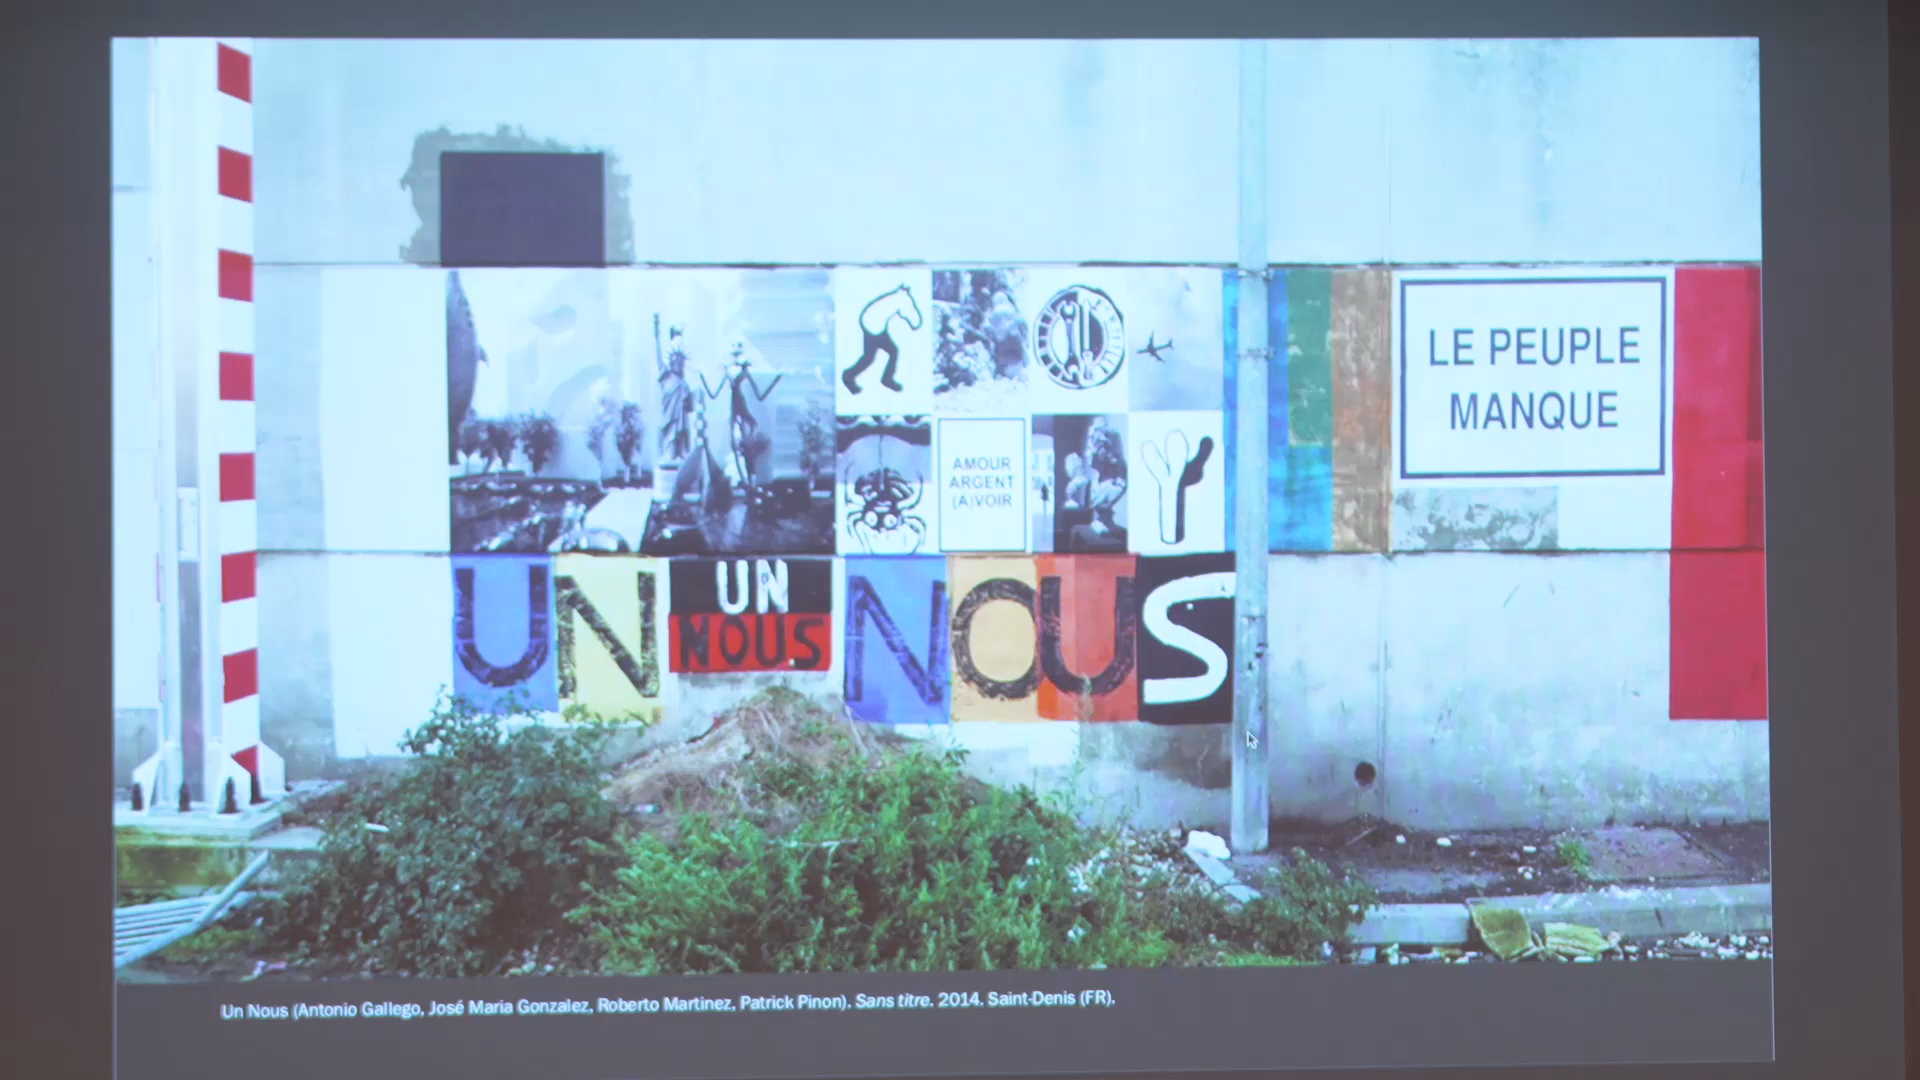 LE PEUPLE
MANQUE
AMOUR
ARGENT
(A)VOIR
UN
UN
NOUS
NOUS
Un Nous (Antonio Gallego, José Maria Gonzalez, Roberto Martinez, Patrick Pinon). Sans titre. 2014. Saint-Denis (FR).